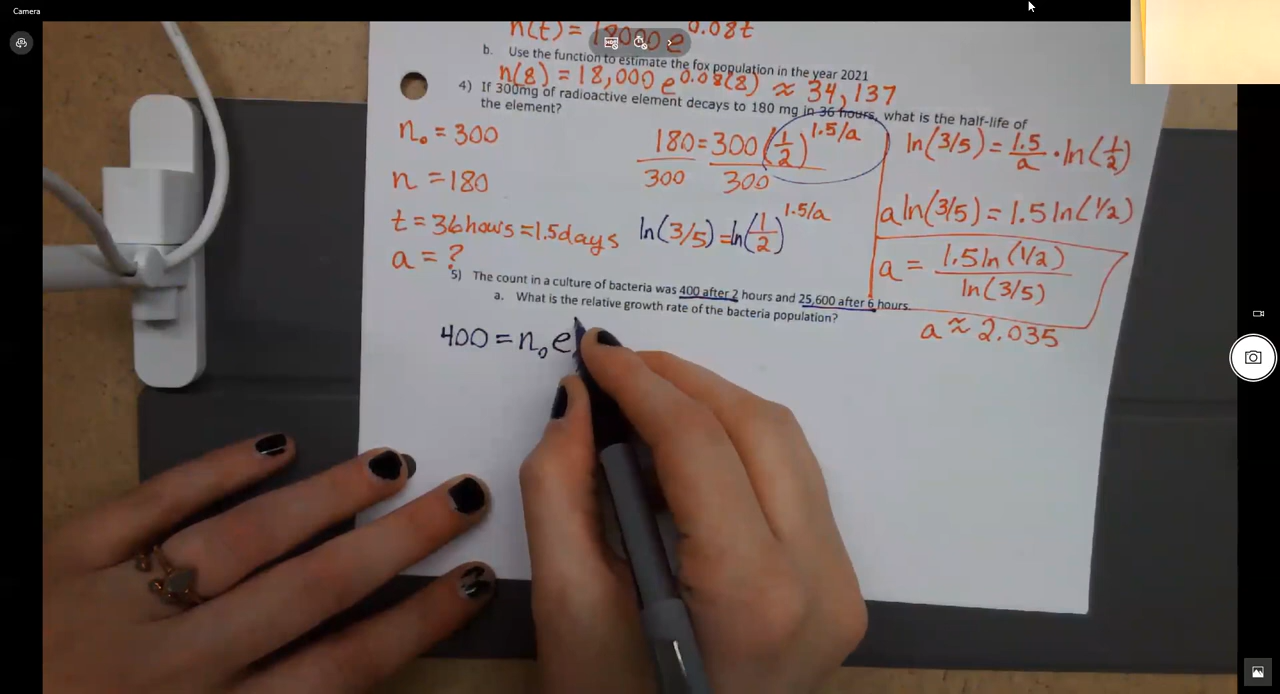 Camera
n(t) = 18000 e^0.08t
b. Use the function to estimate the fox population in the year 2021
n(8) = 18,000 e^0.08(8) ≈ 34,137
4) If 300mg of radioactive element decays to 180 mg in 36 hours, what is the half-life of
the element?
n₀ = 300
n = 180
t = 36 hours = 1.5 days
a = ?
180 = 300 (1/2)^1.5/a
300 300
ln(3/5) = ln(1/2)^1.5/a
ln(3/5) = 1.5/a · ln(1/2)
a ln(3/5) = 1.5 ln(1/2)
a = 1.5 ln(1/2) / ln(3/5)
a ≈ 2.035
5) The count in a culture of bacteria was 400 after 2 hours and 25,600 after 6 hours.
a. What is the relative growth rate of the bacteria population?
400 = n₀ e